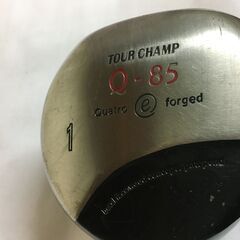 TOUR CHAMP
Q-85
Quatro e forged
1